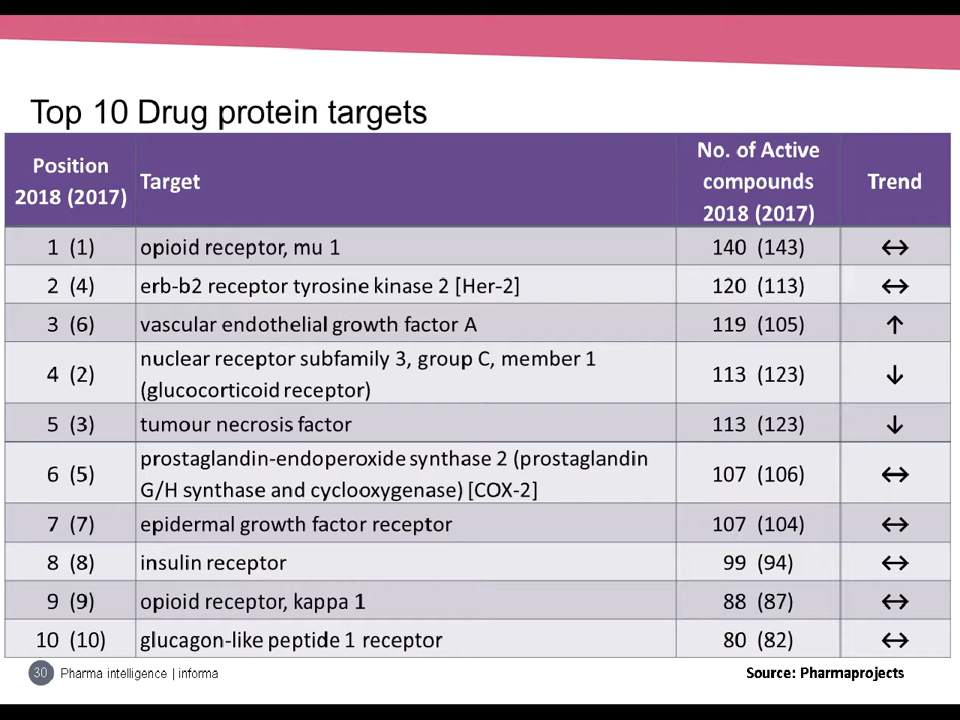 Top 10 Drug protein targets
Position 2018 (2017) Target No. of Active compounds 2018 (2017) Trend
1 (1) opioid receptor, mu 1 140 (143) ↔
2 (4) erb-b2 receptor tyrosine kinase 2 [Her-2] 120 (113) ↔
3 (6) vascular endothelial growth factor A 119 (105) ↑
4 (2) nuclear receptor subfamily 3, group C, member 1 (glucocorticoid receptor) 113 (123) ↓
5 (3) tumour necrosis factor 113 (123) ↓
6 (5) prostaglandin-endoperoxide synthase 2 (prostaglandin G/H synthase and cyclooxygenase) [COX-2] 107 (106) ↔
7 (7) epidermal growth factor receptor 107 (104) ↔
8 (8) insulin receptor 99 (94) ↔
9 (9) opioid receptor, kappa 1 88 (87) ↔
10 (10) glucagon-like peptide 1 receptor 80 (82) ↔
30 Pharma intelligence | informa
Source: Pharmaprojects